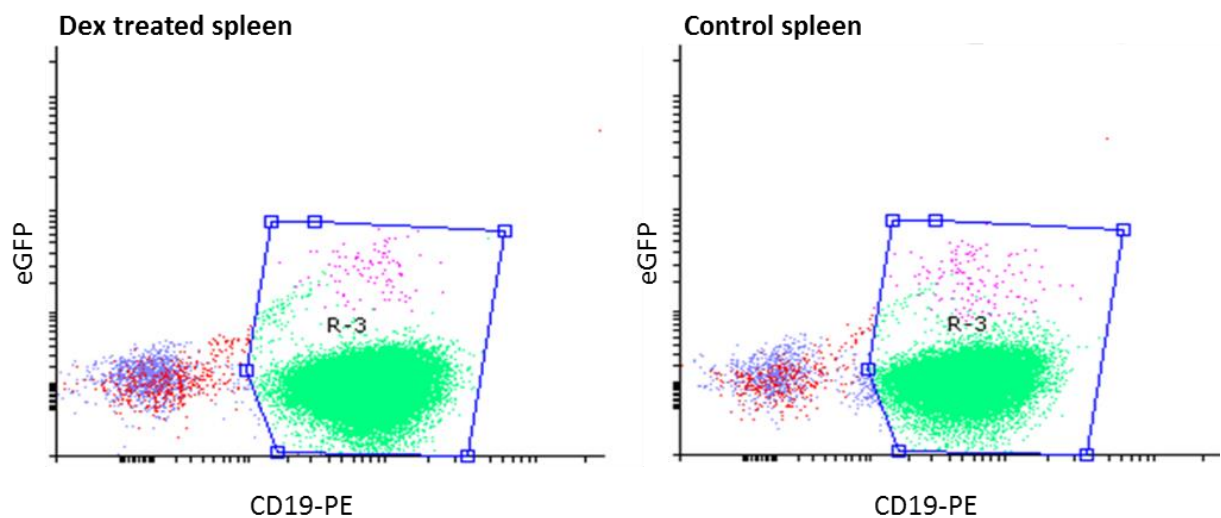 Dex treated spleen
Control spleen
eGFP
R-3
CD19-PE
eGFP
R-3
CD19-PE